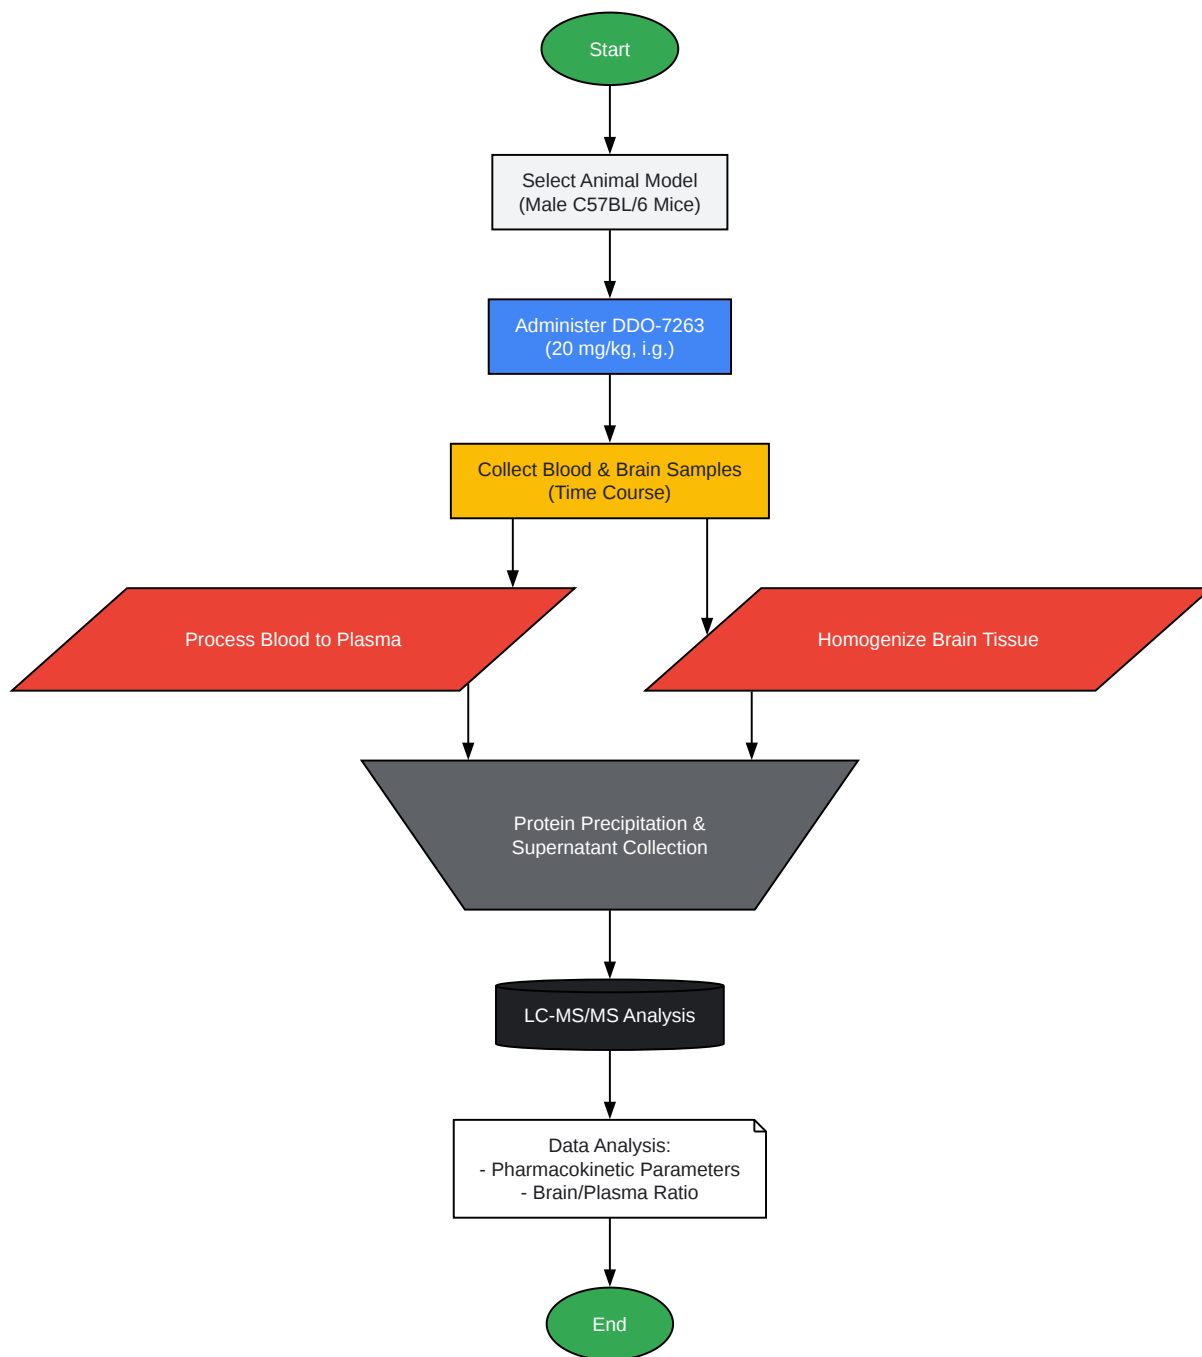 Start
Select Animal Model
(Male C57BL/6 Mice)
Administer DDO-7263
(20 mg/kg, i.g.)
Collect Blood & Brain Samples
(Time Course)
Process Blood to Plasma
Homogenize Brain Tissue
Protein Precipitation &
Supernatant Collection
LC-MS/MS Analysis
Data Analysis:
- Pharmacokinetic Parameters
- Brain/Plasma Ratio
End